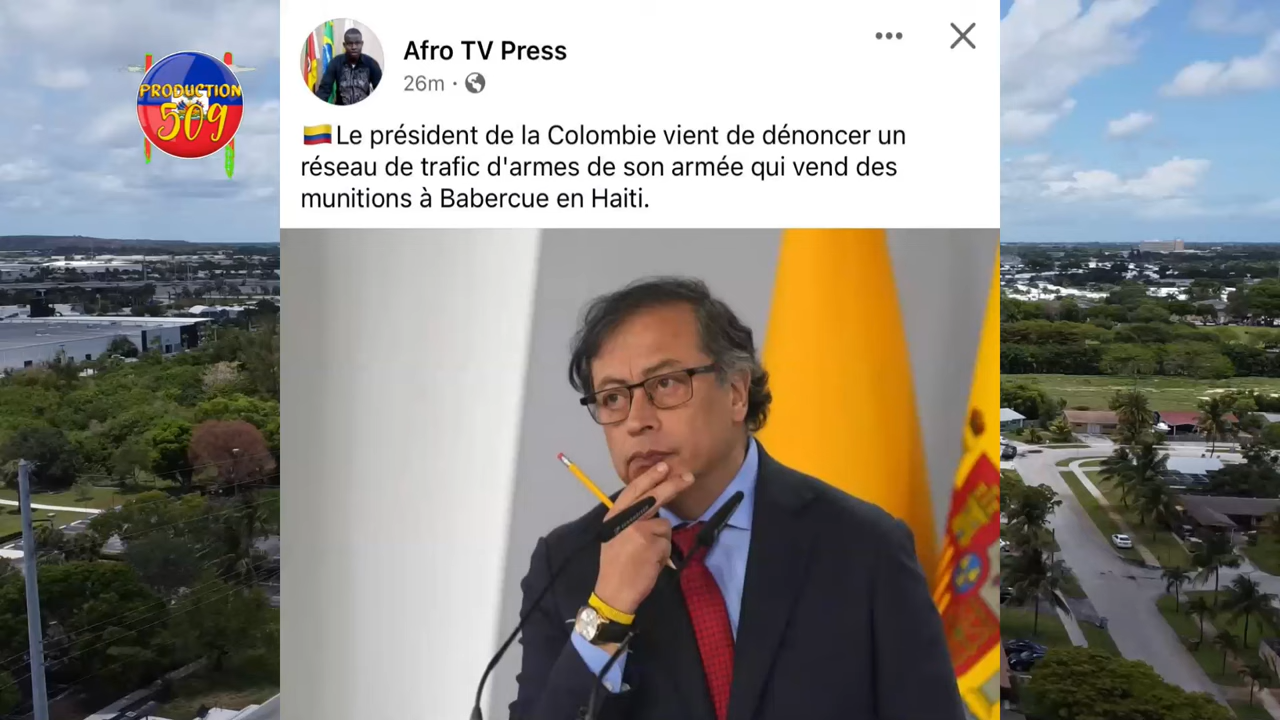 PRODUCTION
509
Afro TV Press
26m ·
🇨🇴Le président de la Colombie vient de dénoncer un
réseau de trafic d'armes de son armée qui vend des
munitions à Babercue en Haiti.